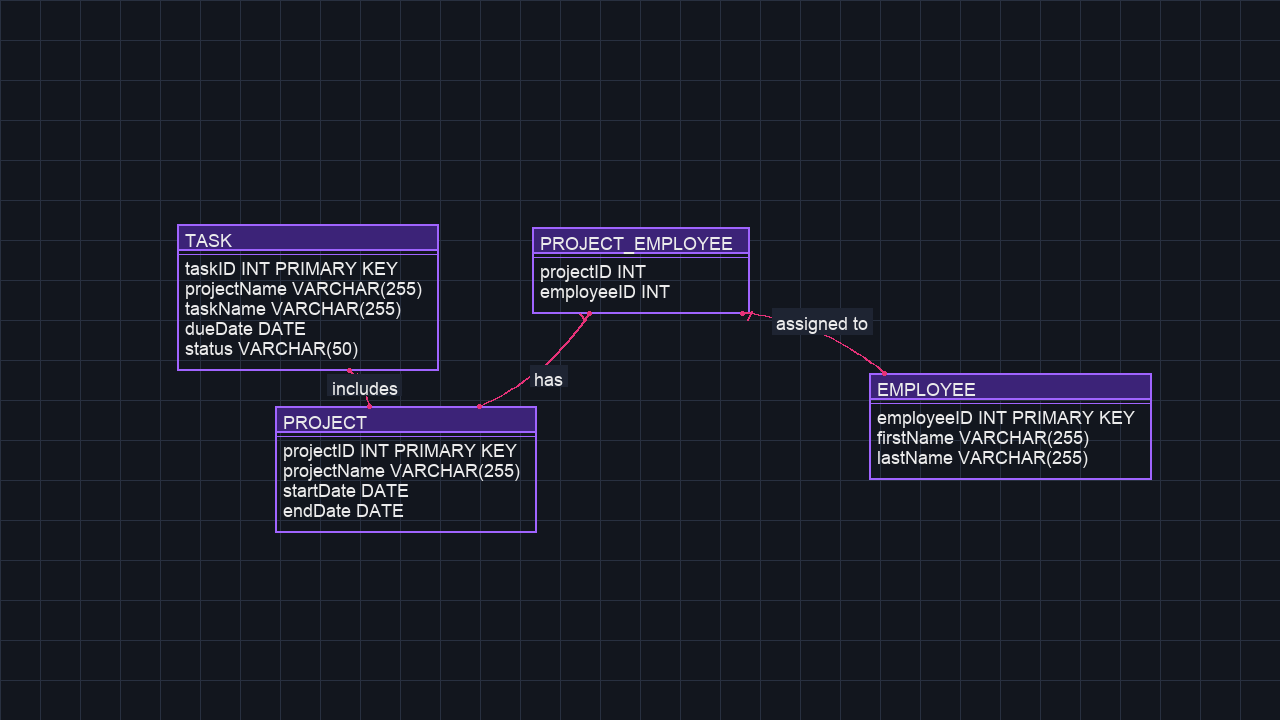 TASK
taskID INT PRIMARY KEY
projectName VARCHAR(255)
taskName VARCHAR(255)
dueDate DATE
status VARCHAR(50)
PROJECT_EMPLOYEE
projectID INT
employeeID INT
assigned to
has
includes
PROJECT
projectID INT PRIMARY KEY
projectName VARCHAR(255)
startDate DATE
endDate DATE
EMPLOYEE
employeeID INT PRIMARY KEY
firstName VARCHAR(255)
lastName VARCHAR(255)